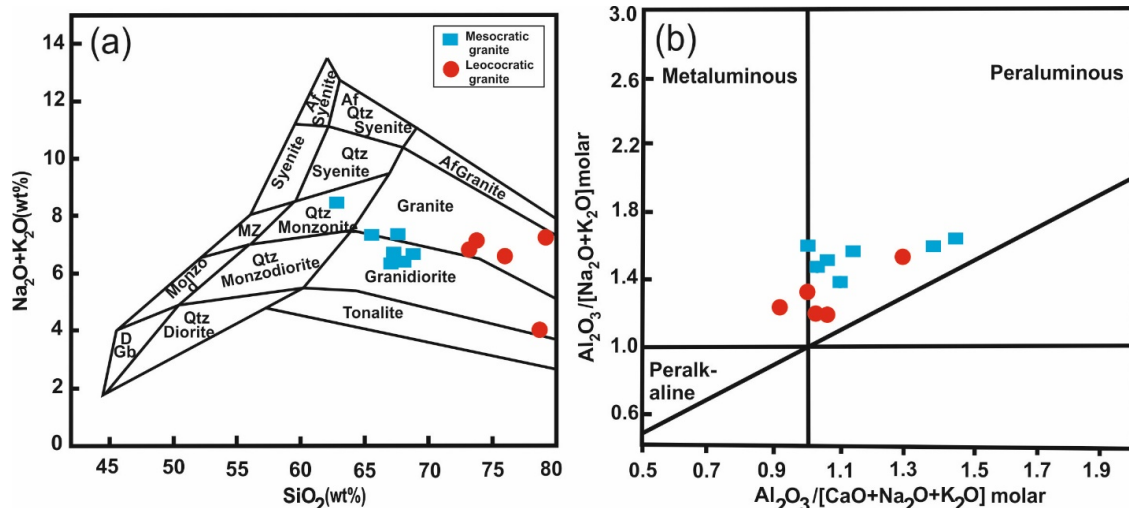 (a)
Mesocratic
granite
Leococratic
granite
14
12
10
8
6
4
2
0
Na2O+K2O(wt%)
Af
Syenite
Af
Qtz
Syenite
AfGranite
Syenite
Qtz
Syenite
Granite
MZ
Qtz
Monzonite
Monzo
d
Qtz
Monzodiorite
Granidiorite
D
Gb
Qtz
Diorite
Tonalite
45 50 55 60 65 70 75 80
SiO2(wt%)
(b)
3.0
2.6
2.2
1.8
1.4
1.0
0.6
Al2O3/[Na2O+K2O]molar
Metaluminous
Peraluminous
Peralk-
aline
0.5 0.7 0.9 1.1 1.3 1.5 1.7 1.9
Al2O3/[CaO+Na2O+K2O] molar